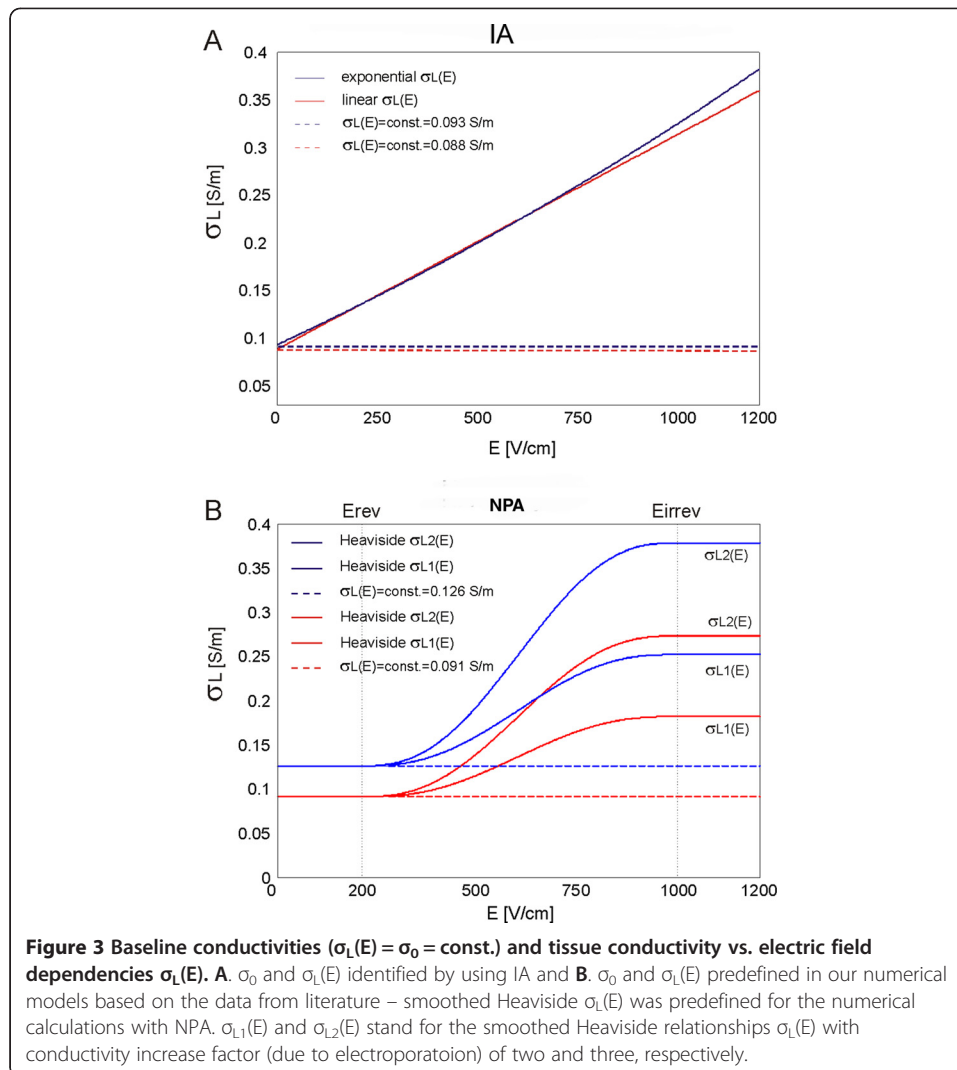 A
IA
0.4
0.35
0.3
0.25
0.2
0.15
0.1
0.05
σL [S/m]
exponential σL(E)
linear σL(E)
σL(E)=const.=0.093 S/m
σL(E)=const.=0.088 S/m
0 250 500 750 1000 1200
E [V/cm]
B
NPA
Erev Eirrev
0.4
0.35
0.3
0.25
0.2
0.15
0.1
0.05
0
σL [S/m]
Heaviside σL2(E)
Heaviside σL1(E)
σL(E)=const.=0.126 S/m
Heaviside σL2(E)
Heaviside σL1(E)
σL(E)=const.=0.091 S/m
σL2(E)
σL2(E)
σL1(E)
σL1(E)
0 200 500 750 1000 1200
E [V/cm]
Figure 3 Baseline conductivities (σL(E) = σ0 = const.) and tissue conductivity vs. electric field
dependencies σL(E). A. σ0 and σL(E) identified by using IA and B. σ0 and σL(E) predefined in our numerical
models based on the data from literature – smoothed Heaviside σL(E) was predefined for the numerical
calculations with NPA. σL1(E) and σL2(E) stand for the smoothed Heaviside relationships σL(E) with
conductivity increase factor (due to electroporatoion) of two and three, respectively.